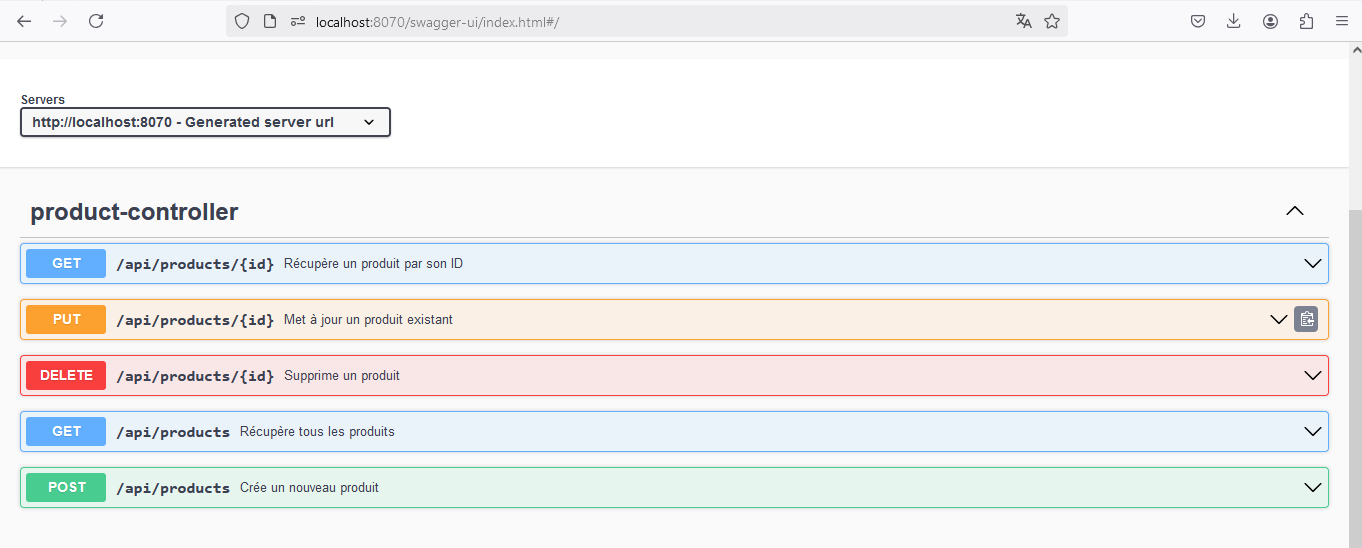 localhost:8070/swagger-ui/index.html#/
Servers
http://localhost:8070 - Generated server url
product-controller
GET /api/products/{id} Récupère un produit par son ID
PUT /api/products/{id} Met à jour un produit existant
DELETE /api/products/{id} Supprime un produit
GET /api/products Récupère tous les produits
POST /api/products Crée un nouveau produit